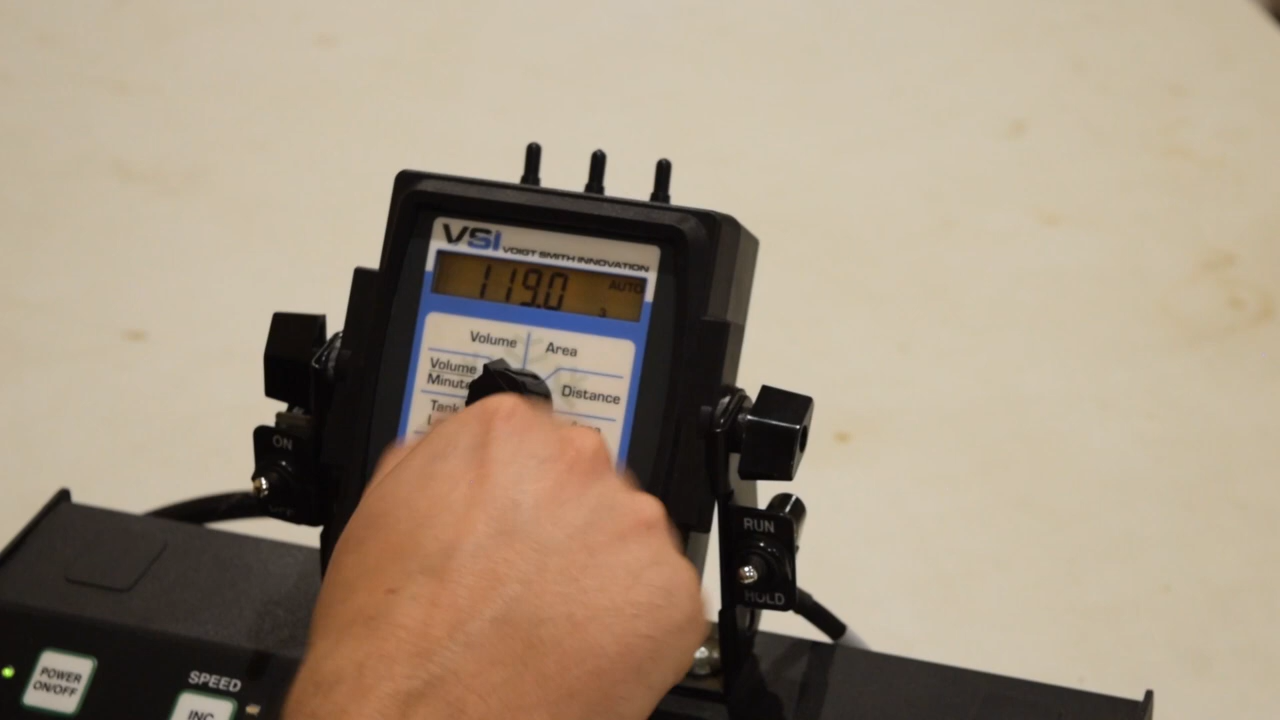 VSI VOIGT SMITH INNOVATION
119.0 AUTO
Volume
Area
Volume
Minute
Distance
Tank
ON
RUN
HOLD
POWER
ON/OFF
SPEED
INC